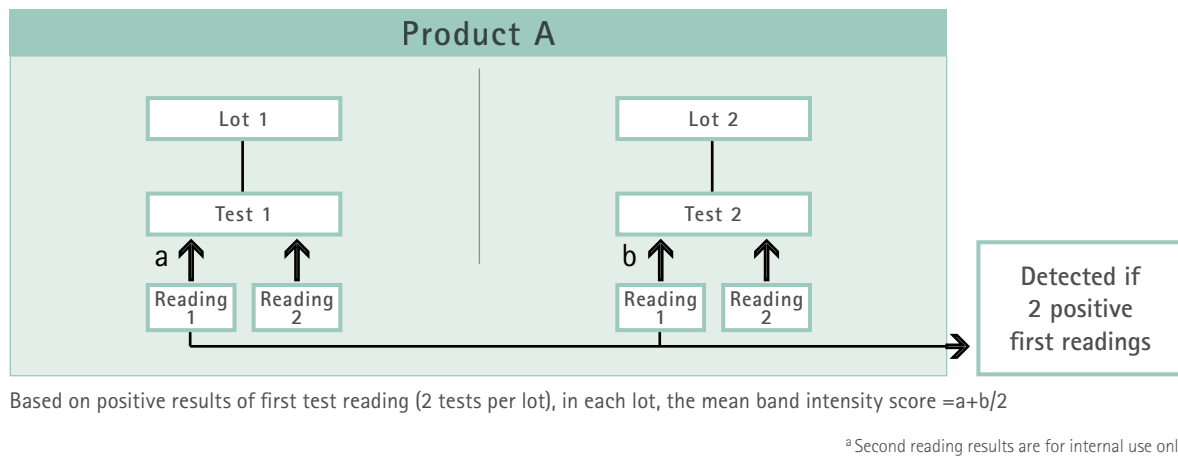 Product A
Lot 1
Lot 2
Test 1
Test 2
a
b
Reading
1
Reading
2
Reading
1
Reading
2
Detected if
2 positive
first readings
Based on positive results of first test reading (2 tests per lot), in each lot, the mean band intensity score =a+b/2
a Second reading results are for internal use onl